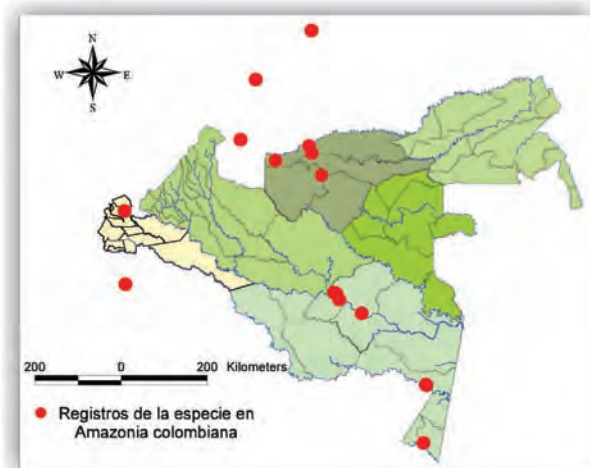 N
W E
S
200 0 200 Kilometers
Registros de la especie en
Amazonia colombiana